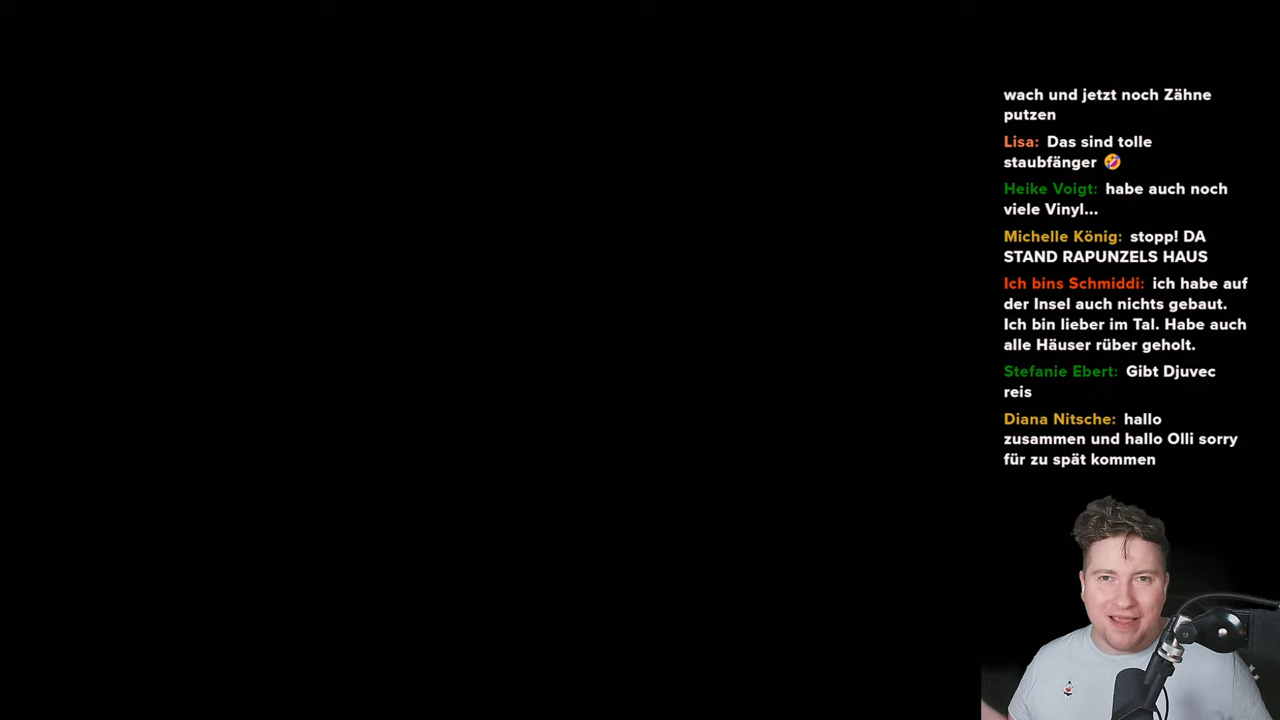 wach und jetzt noch Zähne
putzen
Lisa: Das sind tolle
staubfänger 🤣
Heike Voigt: habe auch noch
viele Vinyl...
Michelle König: stopp! DA
STAND RAPUNZELS HAUS
Ich bins Schmiddi: ich habe auf
der Insel auch nichts gebaut.
Ich bin lieber im Tal. Habe auch
alle Häuser rüber geholt.
Stefanie Ebert: Gibt Djuvec
reis
Diana Nitsche: hallo
zusammen und hallo Olli sorry
für zu spät kommen